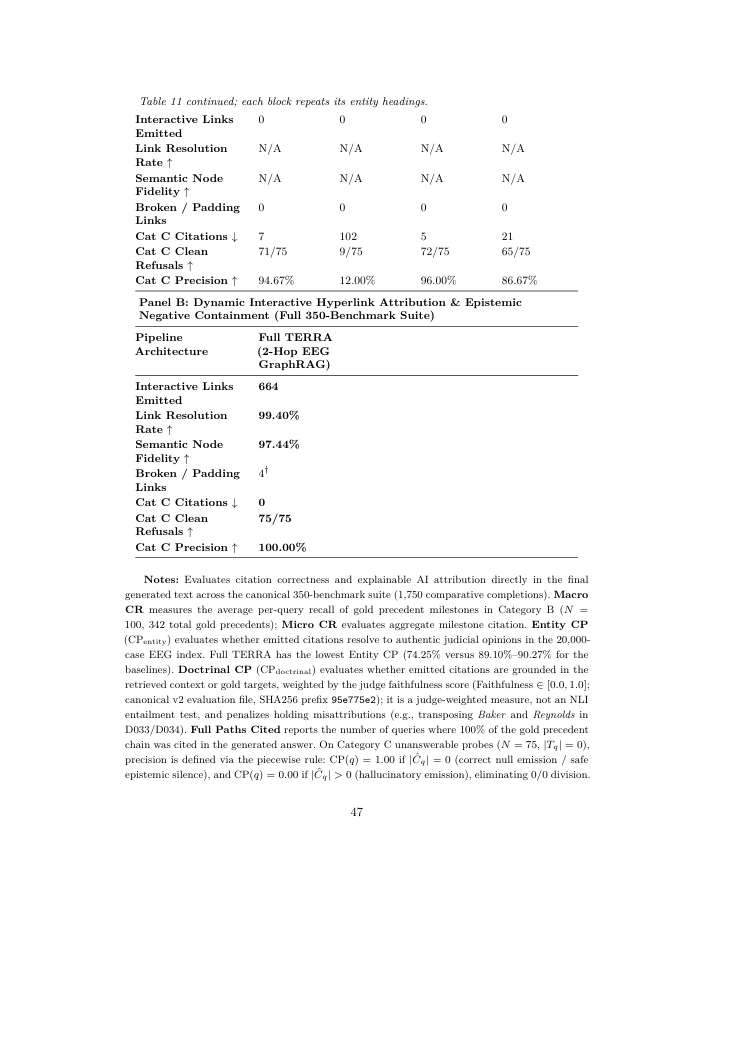 Table 11 continued; each block repeats its entity headings.
Interactive Links Emitted 0 0 0 0
Link Resolution Rate ↑ N/A N/A N/A N/A
Semantic Node Fidelity ↑ N/A N/A N/A N/A
Broken / Padding Links 0 0 0 0
Cat C Citations ↓ 7 102 5 21
Cat C Clean Refusals ↑ 71/75 9/75 72/75 65/75
Cat C Precision ↑ 94.67% 12.00% 96.00% 86.67%
Panel B: Dynamic Interactive Hyperlink Attribution & Epistemic
Negative Containment (Full 350-Benchmark Suite)
Pipeline Architecture Full TERRA (2-Hop EEG GraphRAG)
Interactive Links Emitted 664
Link Resolution Rate ↑ 99.40%
Semantic Node Fidelity ↑ 97.44%
Broken / Padding Links 4†
Cat C Citations ↓ 0
Cat C Clean Refusals ↑ 75/75
Cat C Precision ↑ 100.00%
Notes: Evaluates citation correctness and explainable AI attribution directly in the final
generated text across the canonical 350-benchmark suite (1,750 comparative completions). Macro
CR measures the average per-query recall of gold precedent milestones in Category B (N =
100, 342 total gold precedents); Micro CR evaluates aggregate milestone citation. Entity CP
(CPentity) evaluates whether emitted citations resolve to authentic judicial opinions in the 20,000-
case EEG index. Full TERRA has the lowest Entity CP (74.25% versus 89.10%–90.27% for the
baselines). Doctrinal CP (CPdoctrinal) evaluates whether emitted citations are grounded in the
retrieved context or gold targets, weighted by the judge faithfulness score (Faithfulness ∈ [0.0, 1.0];
canonical v2 evaluation file, SHA256 prefix 95e775e2); it is a judge-weighted measure, not an NLI
entailment test, and penalizes holding misattributions (e.g., transposing Baker and Reynolds in
D033/D034). Full Paths Cited reports the number of queries where 100% of the gold precedent
chain was cited in the generated answer. On Category C unanswerable probes (N = 75, |Tq| = 0),
precision is defined via the piecewise rule: CP(q) = 1.00 if |Ĉq| = 0 (correct null emission / safe
epistemic silence), and CP(q) = 0.00 if |Ĉq| > 0 (hallucinatory emission), eliminating 0/0 division.
47